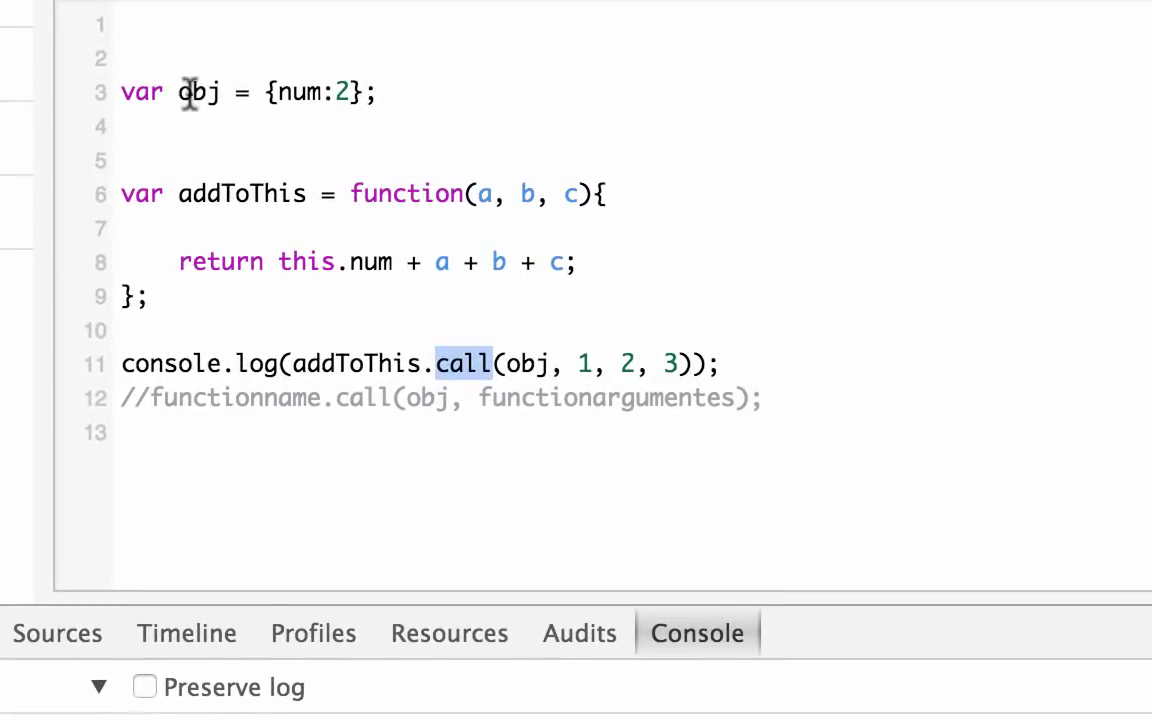 1
2
3 var obj = {num:2};
4
5
6 var addToThis = function(a, b, c){
7
8 return this.num + a + b + c;
9 };
10
11 console.log(addToThis.call(obj, 1, 2, 3));
12 //functionname.call(obj, functionargumentes);
13
Sources Timeline Profiles Resources Audits Console
Preserve log